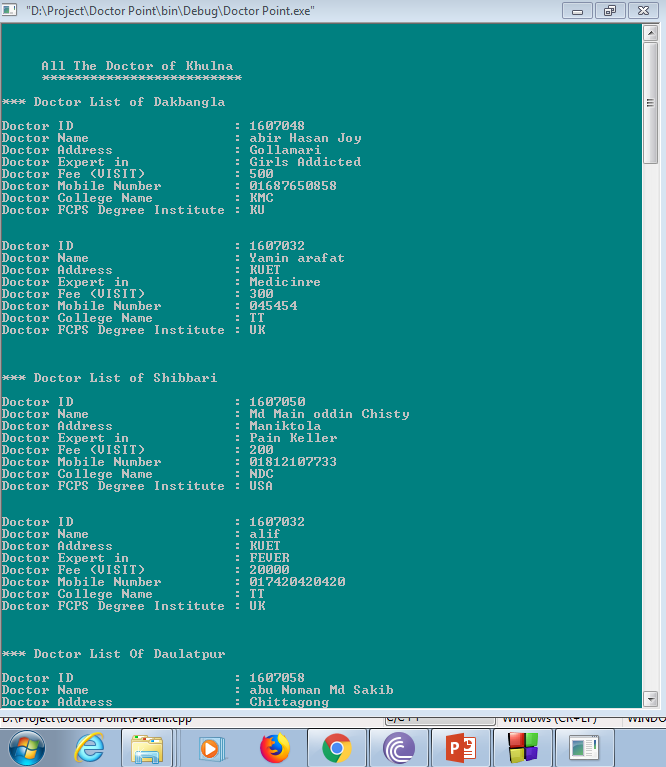 "D:\Project\Doctor Point\bin\Debug\Doctor Point.exe"
All The Doctor of Khulna
*************************
*** Doctor List of Dakbangla
Doctor ID : 1607048
Doctor Name : abir Hasan Joy
Doctor Address : Gollamari
Doctor Expert in : Girls Addicted
Doctor Fee (VISIT) : 500
Doctor Mobile Number : 01687650858
Doctor College Name : KMC
Doctor FCPS Degree Institute : KU
Doctor ID : 1607032
Doctor Name : Yamin arafat
Doctor Address : KUET
Doctor Expert in : Medicinre
Doctor Fee (VISIT) : 300
Doctor Mobile Number : 045454
Doctor College Name : TT
Doctor FCPS Degree Institute : UK
*** Doctor List of Shibbari
Doctor ID : 1607050
Doctor Name : Md Main oddin Chisty
Doctor Address : Maniktola
Doctor Expert in : Pain Keller
Doctor Fee (VISIT) : 200
Doctor Mobile Number : 01812107733
Doctor College Name : NDC
Doctor FCPS Degree Institute : USA
Doctor ID : 1607032
Doctor Name : alif
Doctor Address : KUET
Doctor Expert in : FEVER
Doctor Fee (VISIT) : 20000
Doctor Mobile Number : 017420420420
Doctor College Name : TT
Doctor FCPS Degree Institute : UK
*** Doctor List Of Daulatpur
Doctor ID : 1607058
Doctor Name : abu Noman Md Sakib
Doctor Address : Chittagong
D:\Project\Doctor Point\Patient.cpp C/C++ Windows (CR+LF) WINDO